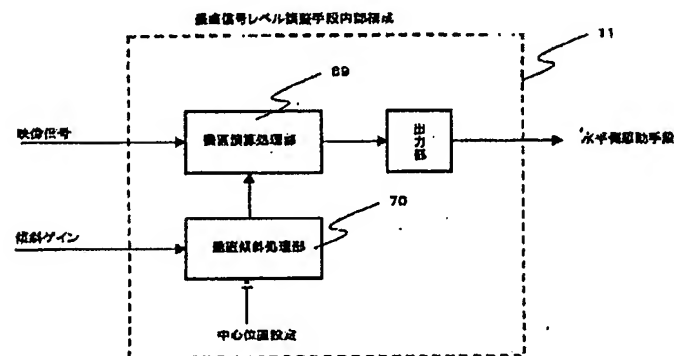 垂直信号レベル調整手段内部構成
69
11
映像信号
垂直演算処理部
出力部
水平側駆動手段
70
傾斜ゲイン
垂直傾斜処理部
中心位置設定